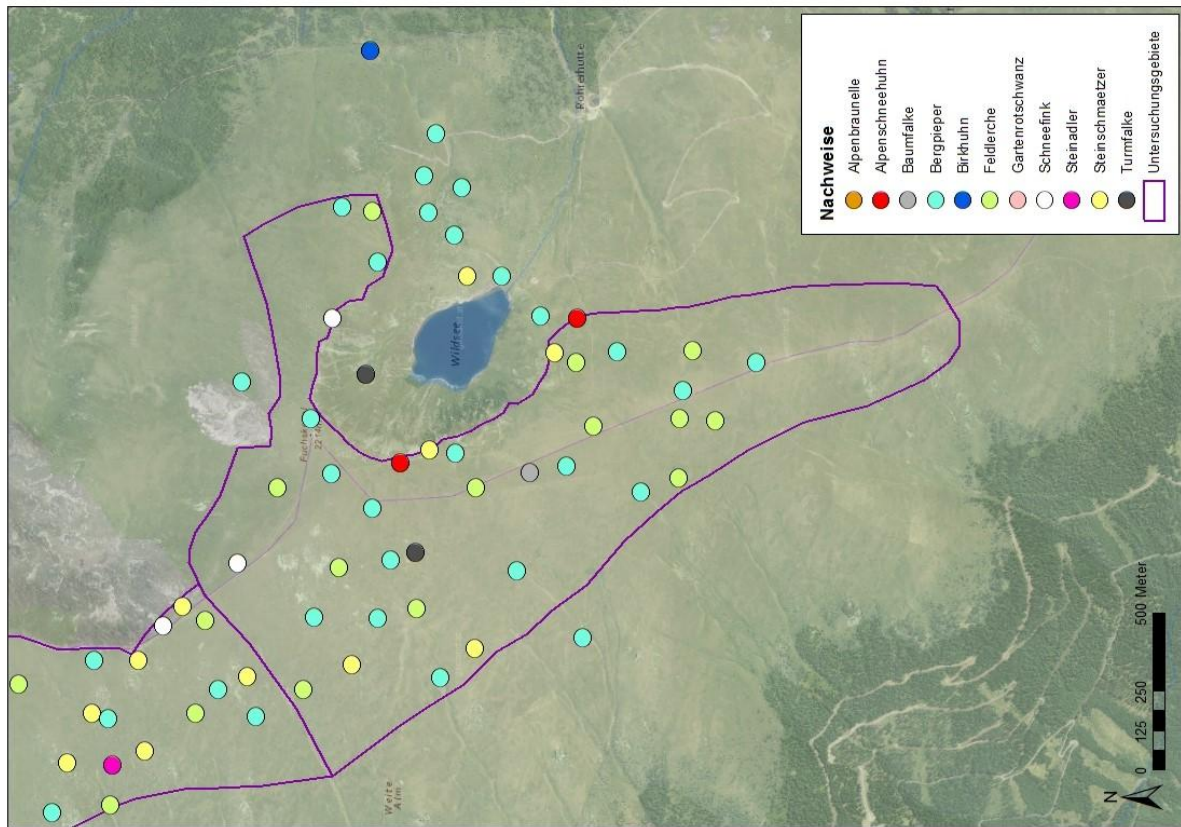 Nachweise
Alpenbraunelle
Alpenschneehuhn
Baumfalke
Bergpieper
Birkhuhn
Feldlerche
Gartenrotschwanz
Schneefink
Steinadler
Steinschmaetzer
Turmfalke
Untersuchungsgebiete
Wildsee
Weite
Alm
N
0 125 250 500 Meter